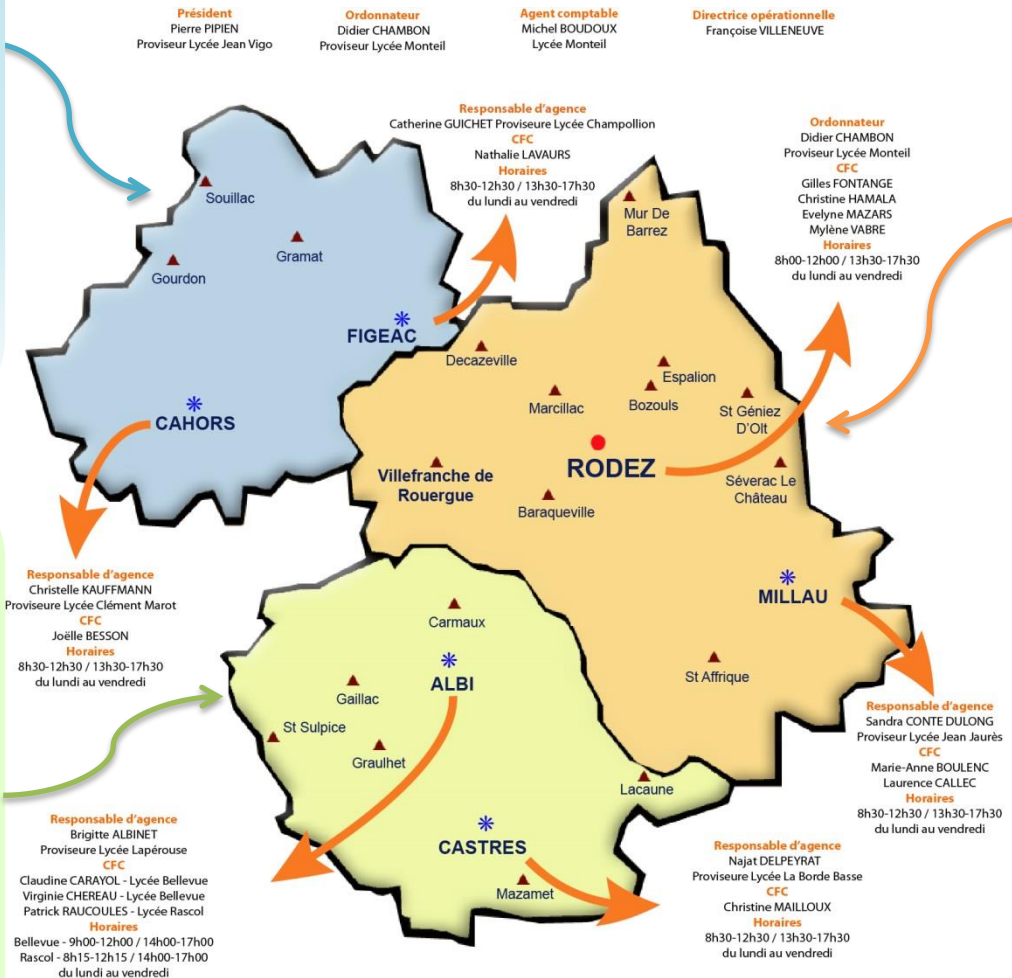 Président
Pierre PIPIEN
Proviseur Lycée Jean Vigo
Ordonnateur
Didier CHAMBON
Proviseur Lycée Monteil
Agent comptable
Michel BOUDOUX
Lycée Monteil
Directrice opérationnelle
Françoise VILLENEUVE
Responsable d'agence
Catherine GUICHET Proviseure Lycée Champollion
CFC
Nathalie LAVAURS
Horaires
8h30-12h30 / 13h30-17h30
du lundi au vendredi
Ordonnateur
Didier CHAMBON
Proviseur Lycée Monteil
CFC
Gilles FONTANGE
Christine HAMALA
Evelyne MAZARS
Mylène VABRE
Horaires
8h00-12h00 / 13h30-17h30
du lundi au vendredi
Souillac
Gramat
Gourdon
FIGEAC
CAHORS
Mur De
Barrez
Decazeville
Espalion
Marcillac
Bozouls
St Géniez
D'Olt
RODEZ
Villefranche de
Rouergue
Séverac Le
Château
Baraqueville
MILLAU
St Affrique
Responsable d'agence
Christelle KAUFFMANN
Proviseure Lycée Clément Marot
CFC
Joëlle BESSON
Horaires
8h30-12h30 / 13h30-17h30
du lundi au vendredi
Carmaux
ALBI
Gaillac
St Sulpice
Graulhet
Lacaune
CASTRES
Mazamet
Responsable d'agence
Sandra CONTE DULONG
Proviseur Lycée Jean Jaurès
CFC
Marie-Anne BOULENC
Laurence CALLEC
Horaires
8h30-12h30 / 13h30-17h30
du lundi au vendredi
Responsable d'agence
Brigitte ALBINET
Proviseure Lycée Lapérouse
CFC
Claudine CARAYOL - Lycée Bellevue
Virginie CHEREAU - Lycée Bellevue
Patrick RAUCOULES - Lycée Rascol
Horaires
Bellevue - 9h00-12h00 / 14h00-17h00
Rascol - 8h15-12h15 / 14h00-17h00
du lundi au vendredi
Responsable d'agence
Najat DELPEYRAT
Proviseure Lycée La Borde Basse
CFC
Christine MAILLOUX
Horaires
8h30-12h30 / 13h30-17h30
du lundi au vendredi